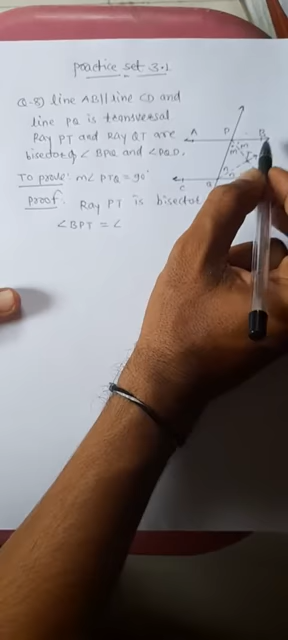 Practice set 3.1
Q-8) line AB || line CD and
line PQ is transversal
Ray PT and Ray QT are
bisector of ∠BPQ and ∠PQD.
To prove: m∠PTQ = 90°
Proof: Ray PT is bisector
∠BPT = ∠
A P B
m m
T
n
n
C Q